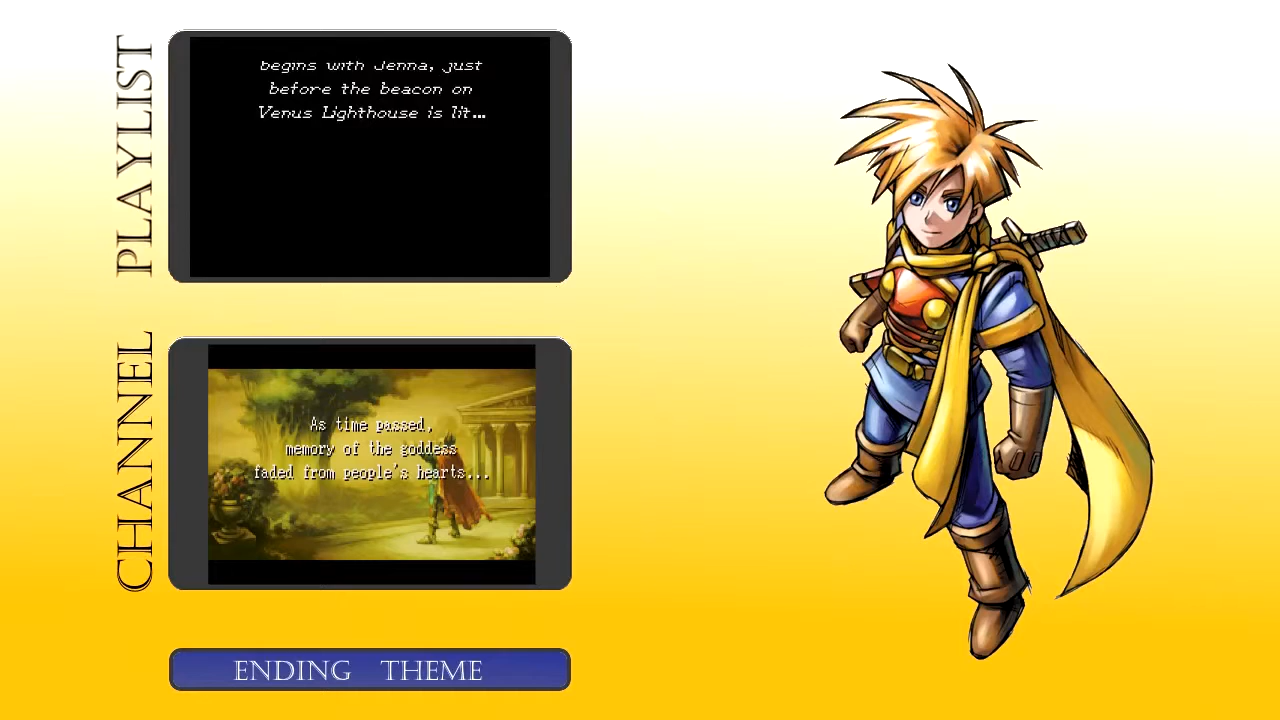 PLAYLIST
begins with Jenna, just
before the beacon on
Venus Lighthouse is lit...
CHANNEL
As time passed,
memory of the goddess
faded from people's hearts...
ENDING THEME